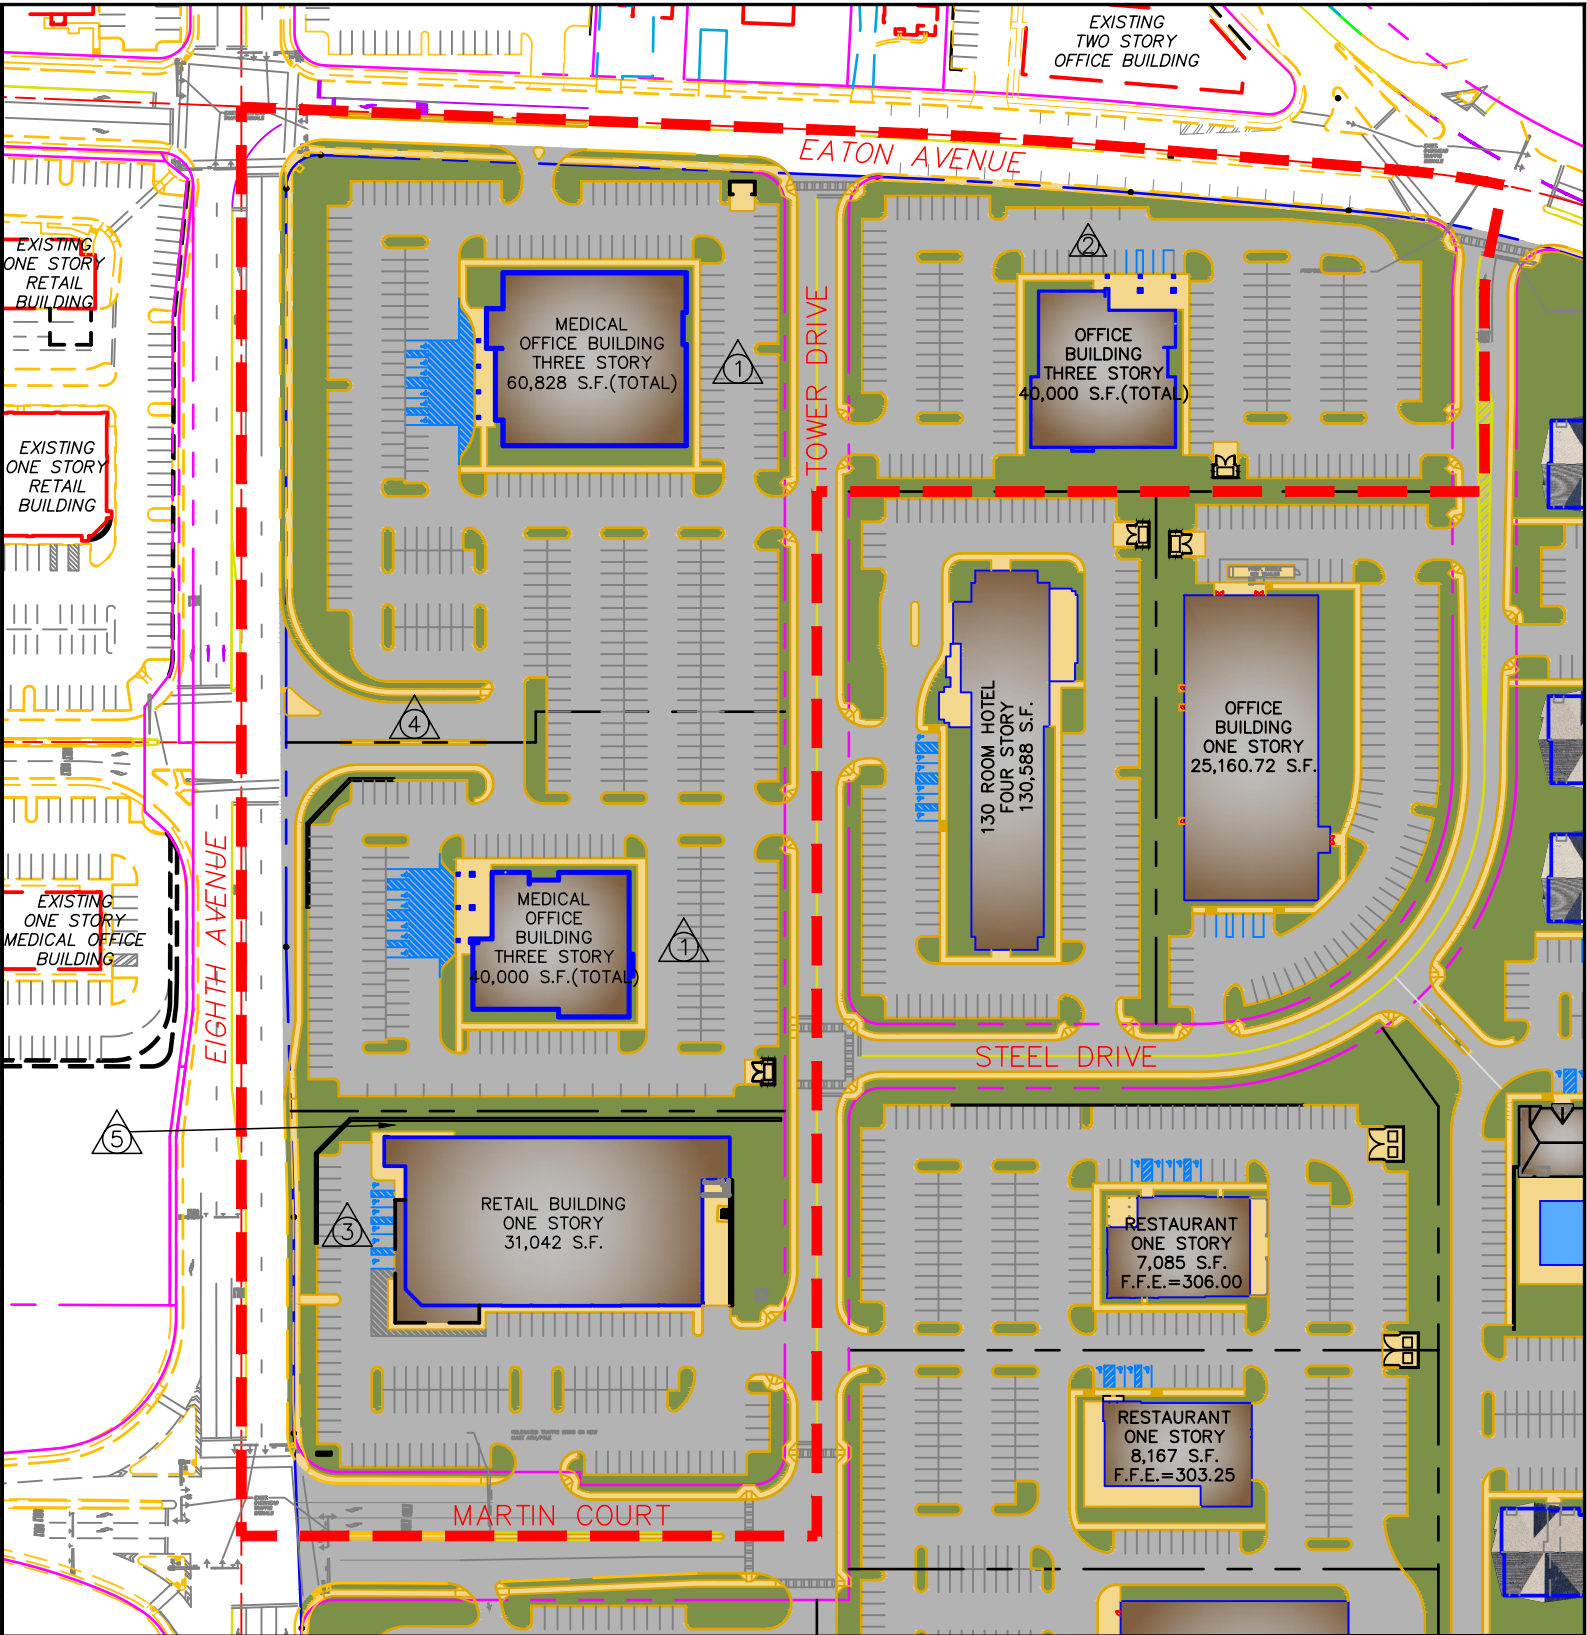 EXISTING
TWO STORY
OFFICE BUILDING
EATON AVENUE
EXISTING
ONE STORY
RETAIL
BUILDING
MEDICAL
OFFICE BUILDING
THREE STORY
60,828 S.F.(TOTAL)
1
TOWER DRIVE
2
OFFICE
BUILDING
THREE STORY
40,000 S.F.(TOTAL)
EXISTING
ONE STORY
RETAIL
BUILDING
4
130 ROOM HOTEL
FOUR STORY
130,588 S.F.
OFFICE
BUILDING
ONE STORY
25,160.72 S.F.
EXISTING
ONE STORY
MEDICAL OFFICE
BUILDING
EIGHTH AVENUE
MEDICAL
OFFICE
BUILDING
THREE STORY
40,000 S.F.(TOTAL)
1
STEEL DRIVE
5
3
RETAIL BUILDING
ONE STORY
31,042 S.F.
RESTAURANT
ONE STORY
7,085 S.F.
F.F.E.=306.00
RESTAURANT
ONE STORY
8,167 S.F.
F.F.E.=303.25
MARTIN COURT